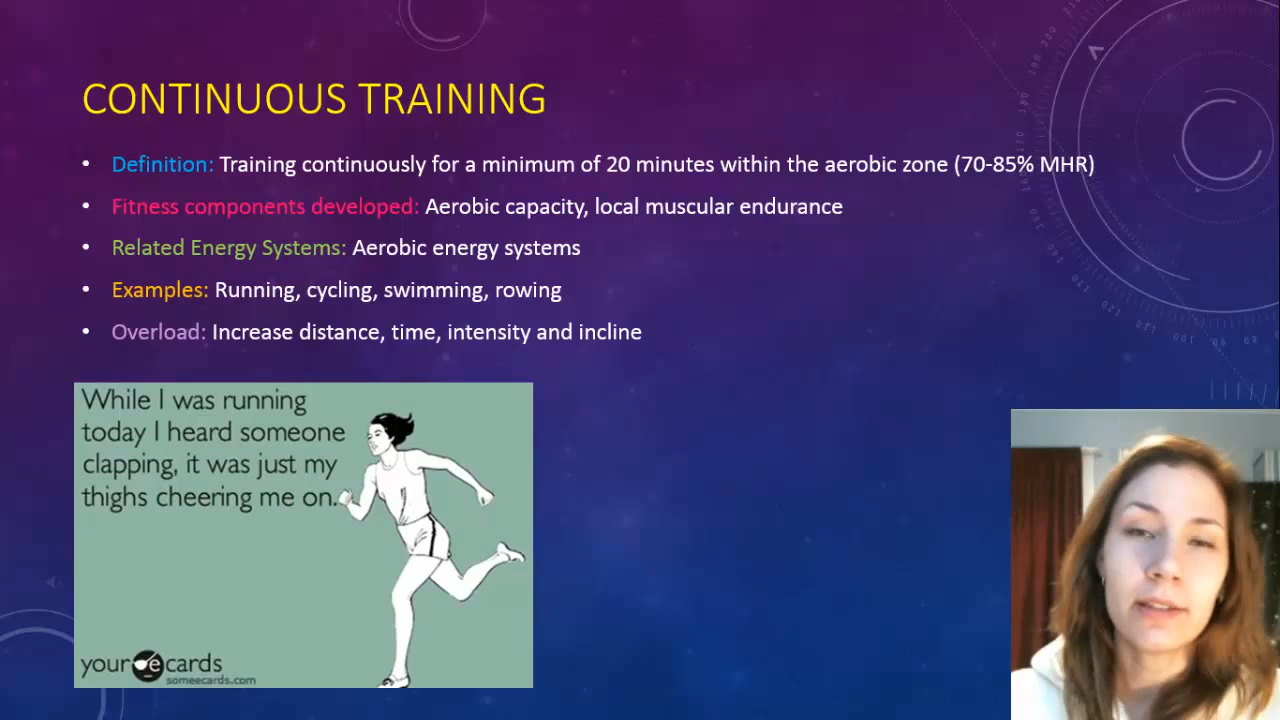 CONTINUOUS TRAINING
• Definition: Training continuously for a minimum of 20 minutes within the aerobic zone (70-85% MHR)
• Fitness components developed: Aerobic capacity, local muscular endurance
• Related Energy Systems: Aerobic energy systems
• Examples: Running, cycling, swimming, rowing
• Overload: Increase distance, time, intensity and incline
While I was running
today I heard someone
clapping, it was just my
thighs cheering me on..
your e cards
someecards.com